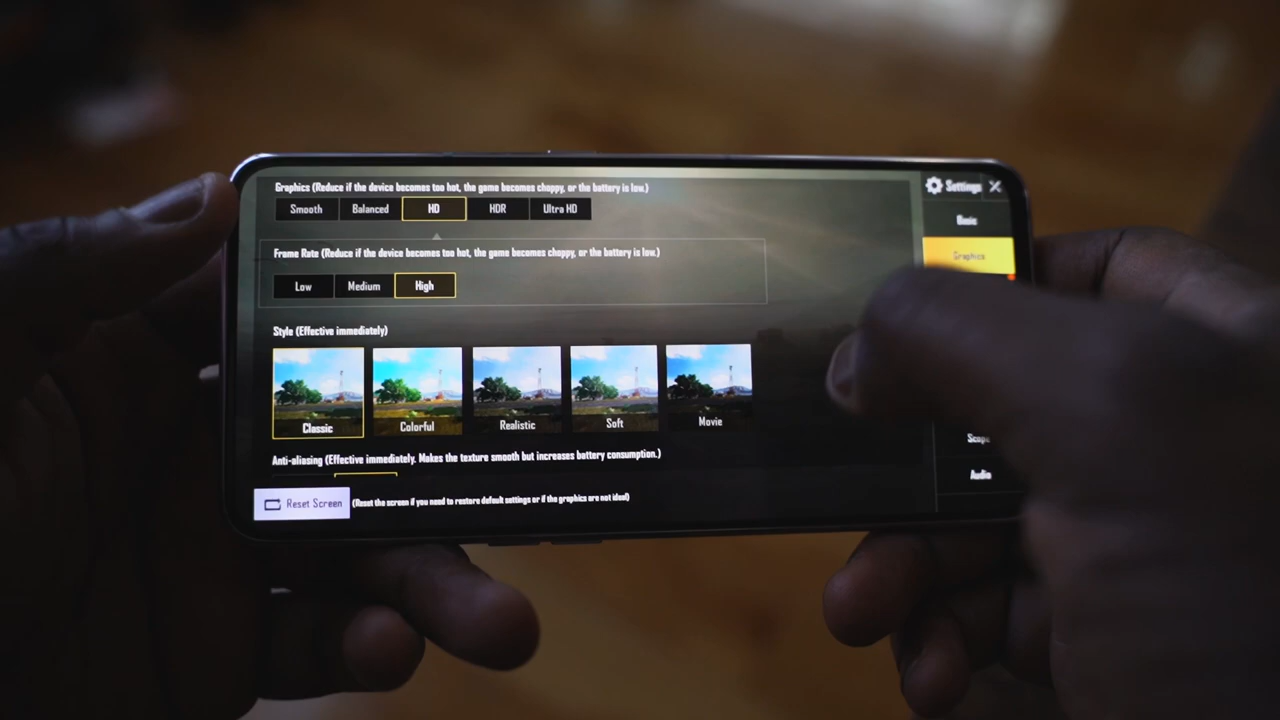 Graphics (Reduce if the device becomes too hot, the game becomes choppy, or the battery is low.)
Settings
Smooth Balanced HD HDR Ultra HD
Basic
Frame Rate (Reduce if the device becomes too hot, the game becomes choppy, or the battery is low.)
Graphics
Low Medium High
Style (Effective immediately)
Classic Colorful Realistic Soft Movie
Scope
Anti-aliasing (Effective immediately. Makes the texture smooth but increases battery consumption.)
Audio
Reset Screen (Reset the screen if you need to restore default settings or if the graphics are not ideal)